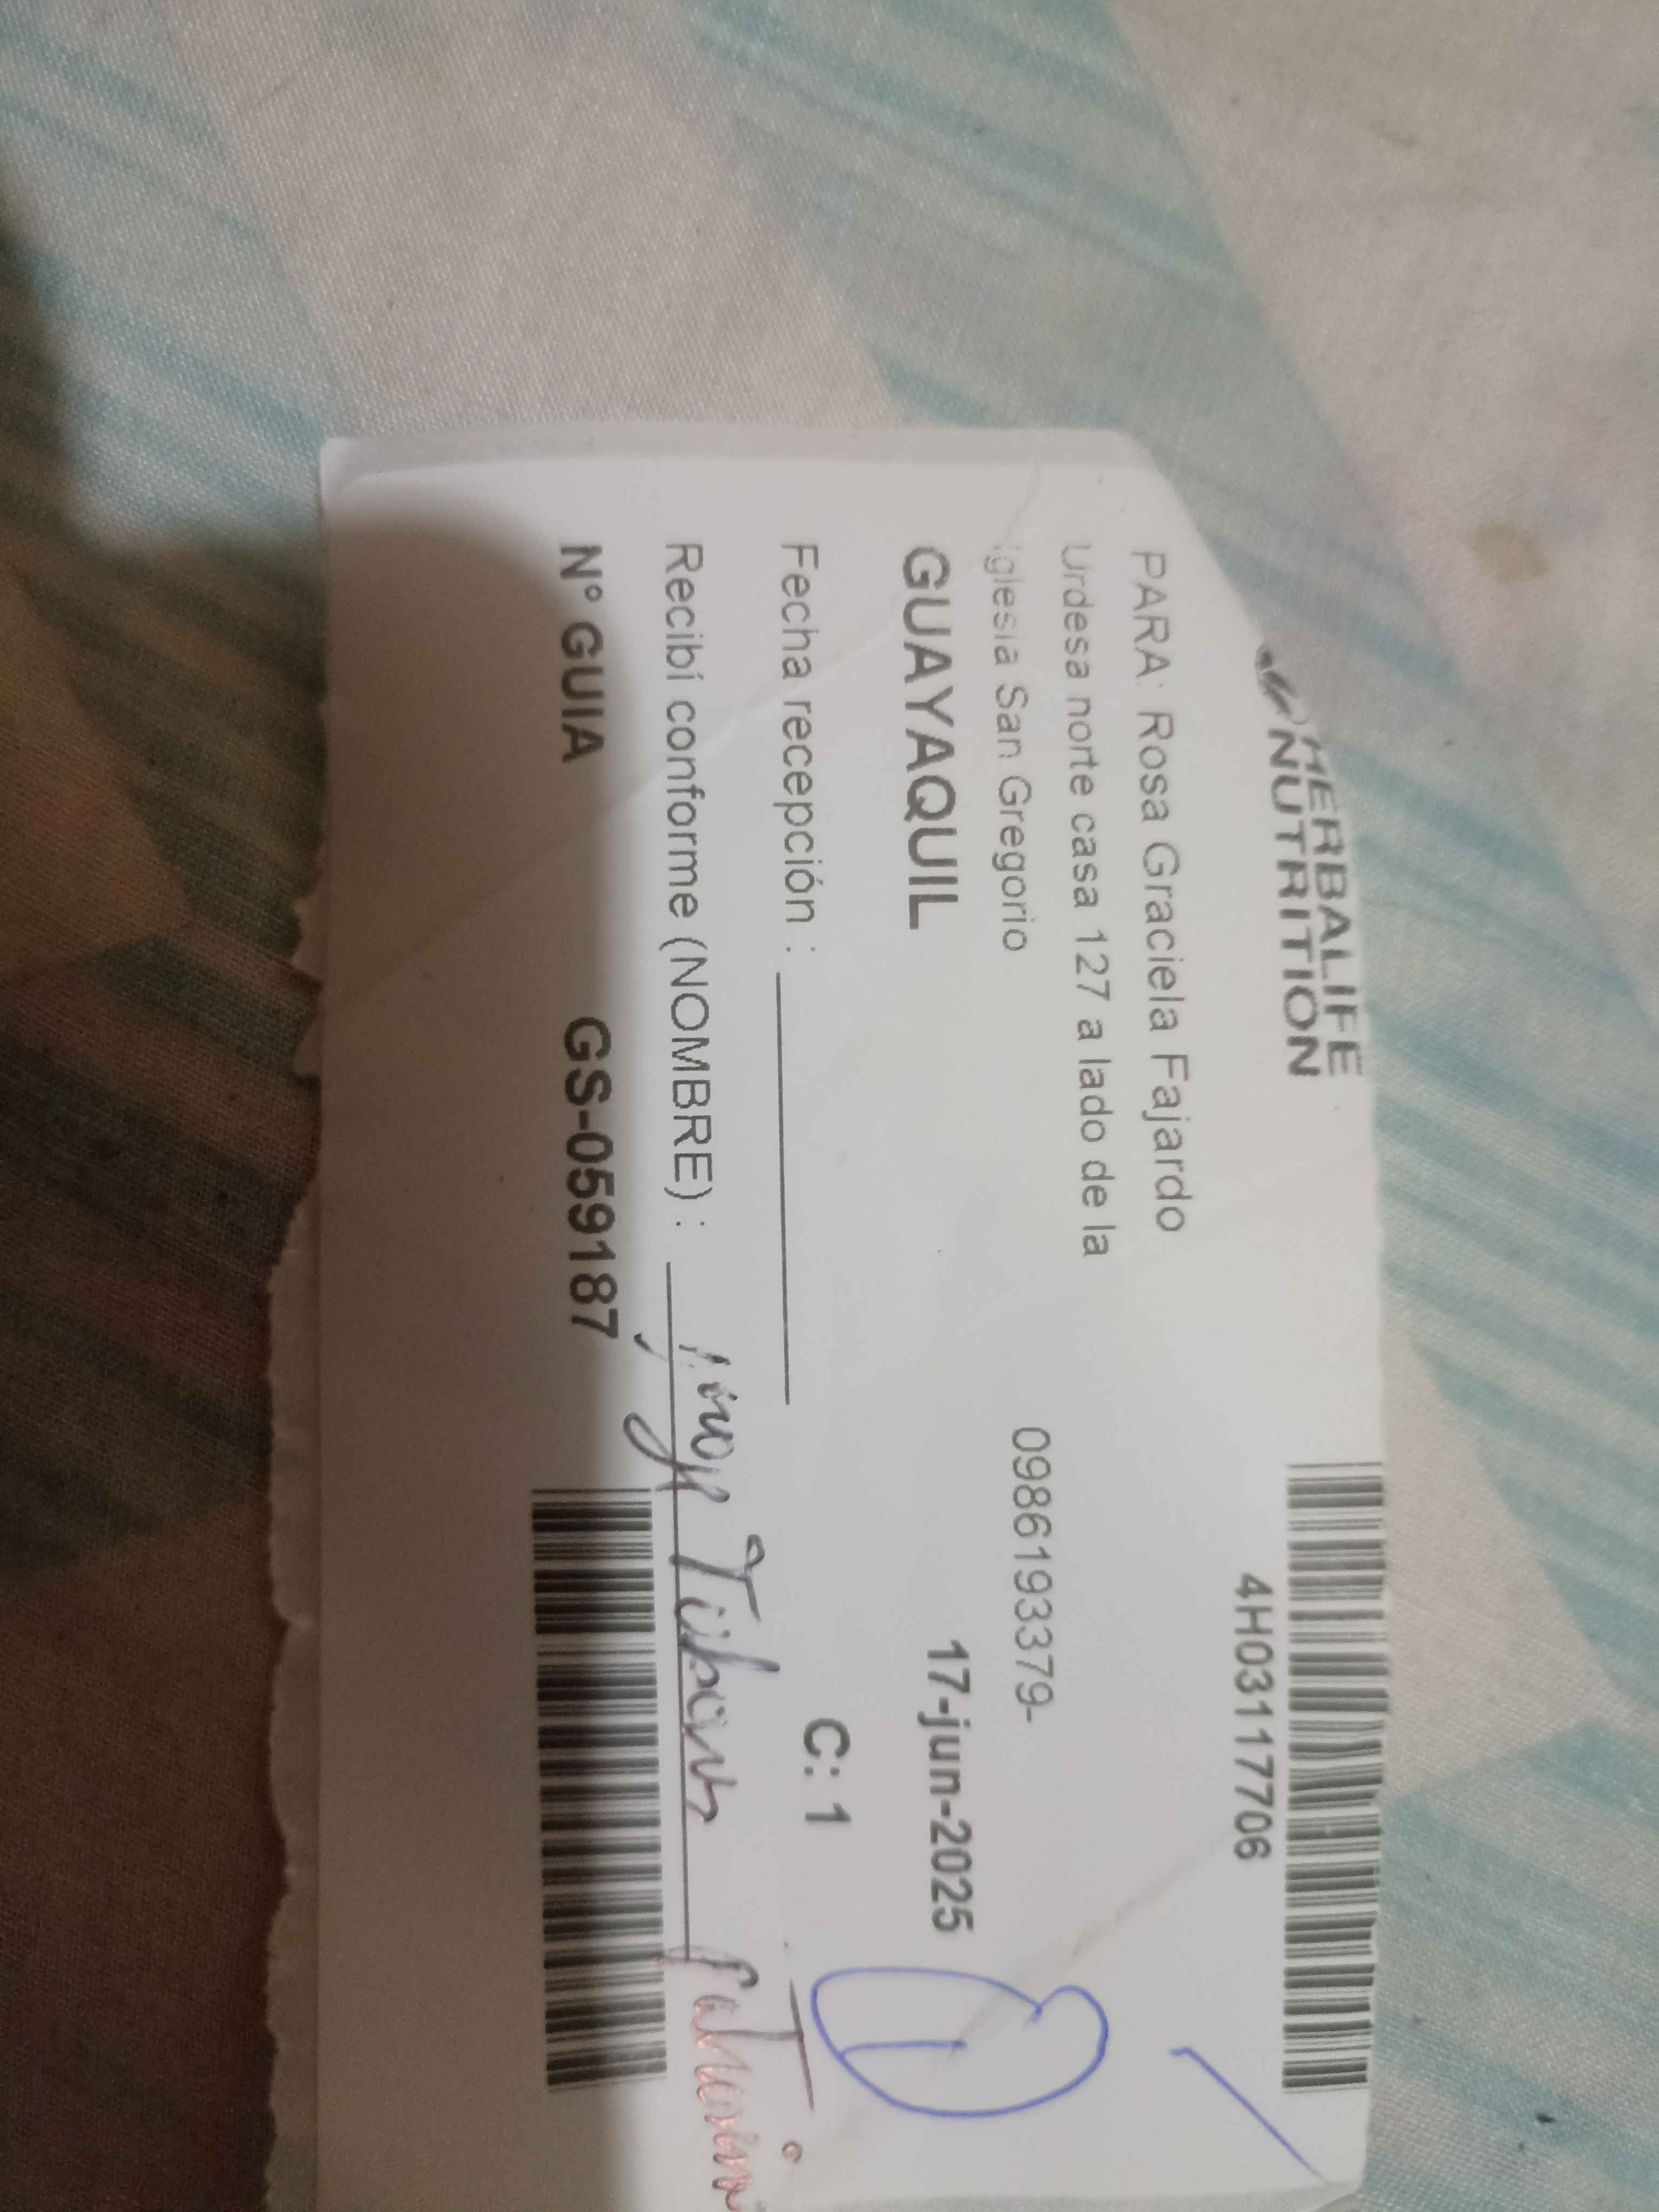 HERBALIFE
NUTRITION
4H03117706
PARA: Rosa Graciela Fajardo
Urdesa norte casa 127 a lado de la
Iglesia San Gregorio
0986193379-
GUAYAQUIL
17-jun-2025
Fecha recepción :
C: 1
Recibí conforme (NOMBRE) :
N° GUIA GS-059187